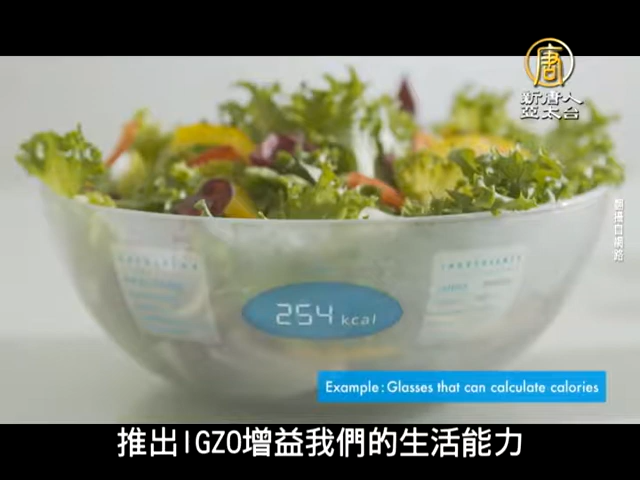 唐
新唐人
亞太台
翻攝自網路
254 kcal
Example : Glasses that can calculate calories
推出IGZO增益我們的生活能力